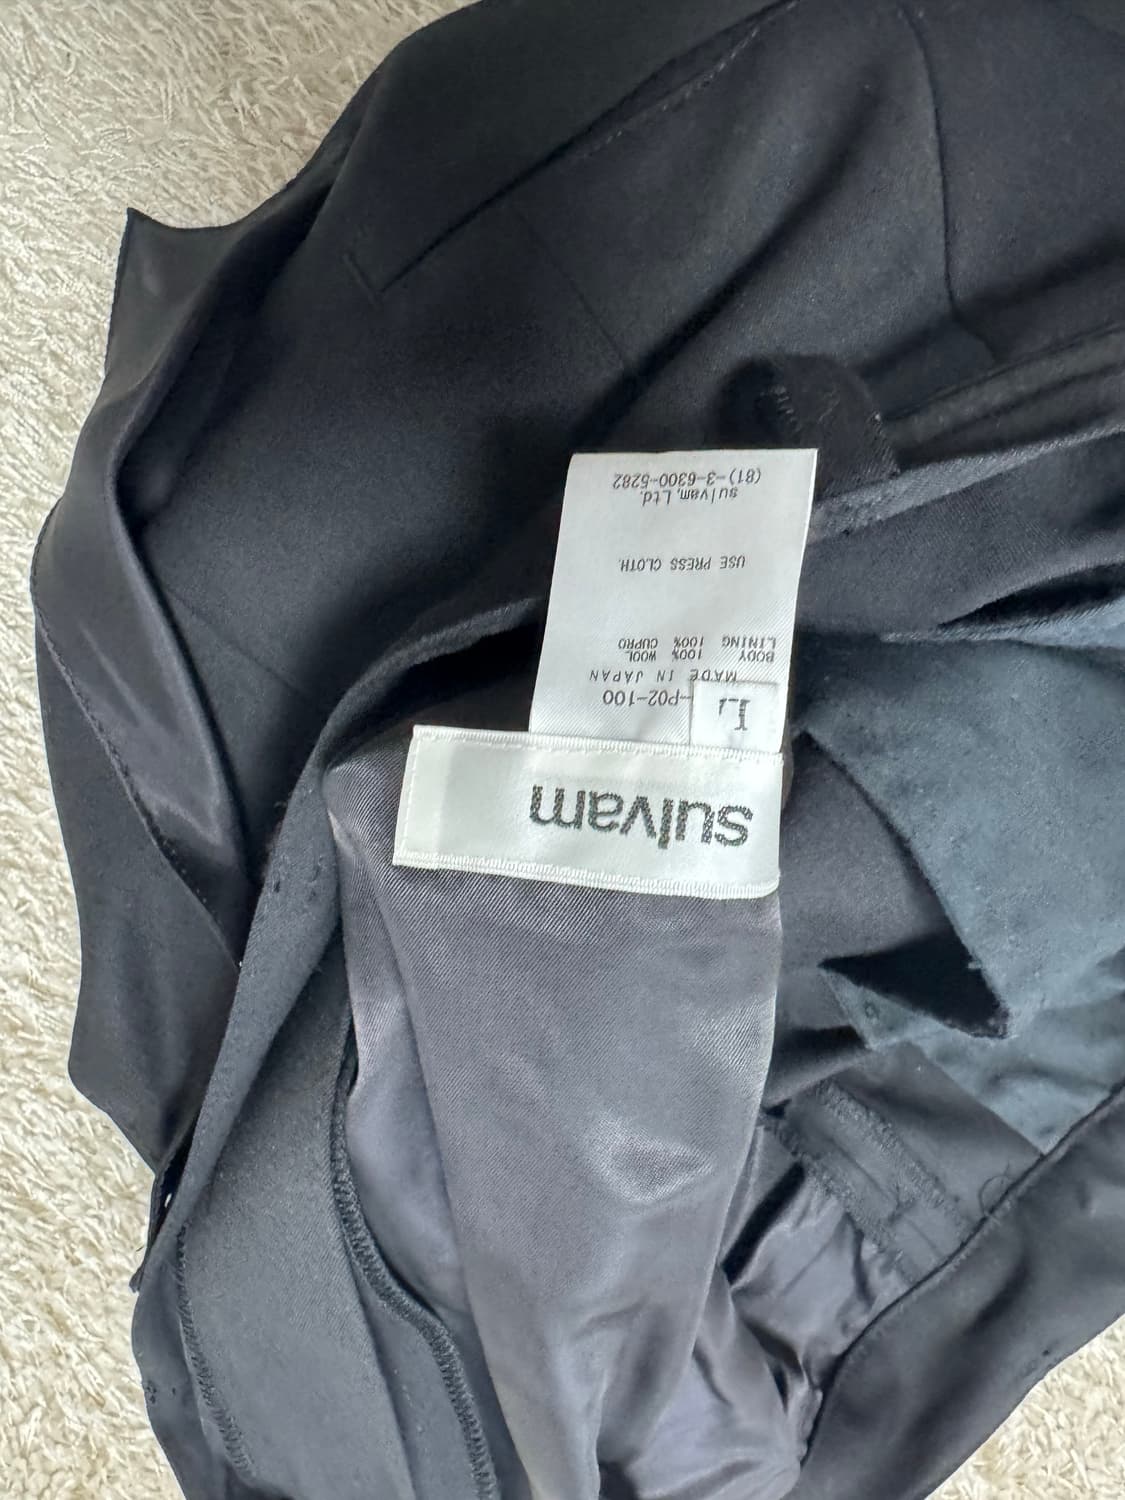 sulvam
L
-P02-100
MADE IN JAPAN
BODY 100% WOOL
LINING 100% CUPRO
USE PRESS CLOTH.
sulvam, Ltd.
(81)-3-6300-5282